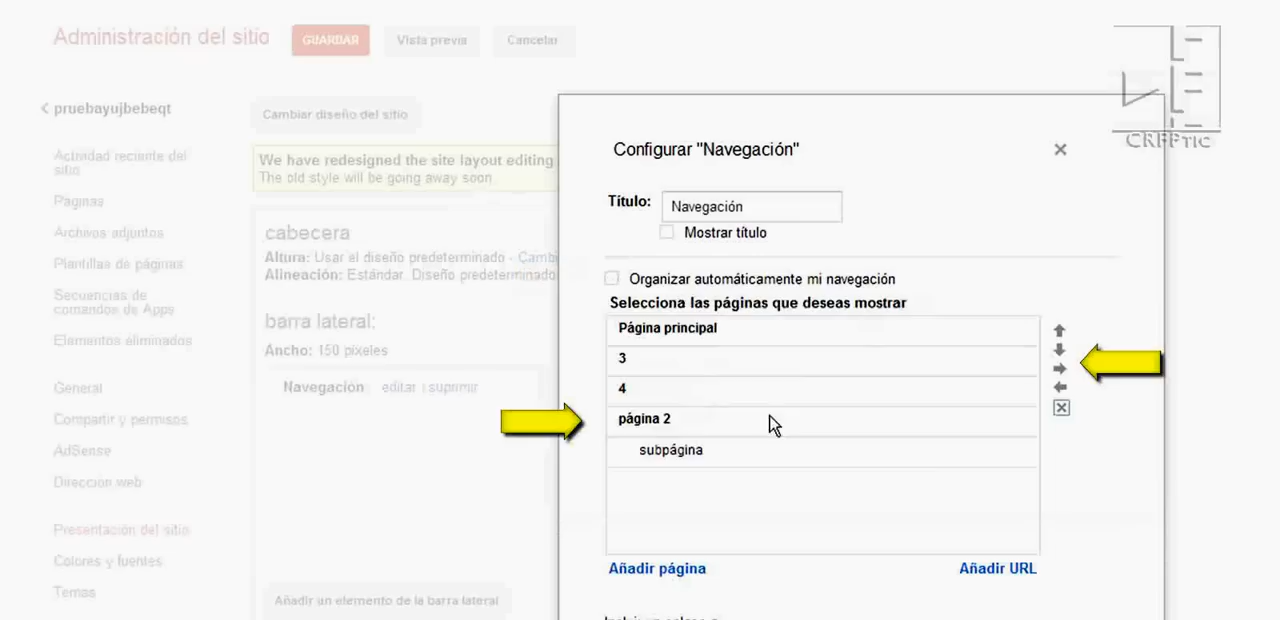 Administración del sitio
GUARDAR
Vista previa
Cancelar
pruebayujbebeqt
Cambiar diseño del sitio
Actividad reciente del
sitio
Páginas
Archivos adjuntos
Plantillas de páginas
Secuencias de
comandos de Apps
Elementos eliminados
General
Compartir y permisos
AdSense
Dirección web
Presentación del sitio
Colores y fuentes
Temas
We have redesigned the site layout editing
The old style will be going away soon
cabecera
Altura: Usar el diseño predeterminado - Cambi
Alineación: Estándar. Diseño predeterminado
barra lateral:
Ancho: 150 píxeles
Navegación editar | suprimir
Añadir un elemento de la barra lateral
Configurar "Navegación"
Título: Navegación
Mostrar título
Organizar automáticamente mi navegación
Selecciona las páginas que deseas mostrar
Página principal
3
4
página 2
subpágina
Añadir página
Añadir URL
CRFPTIC